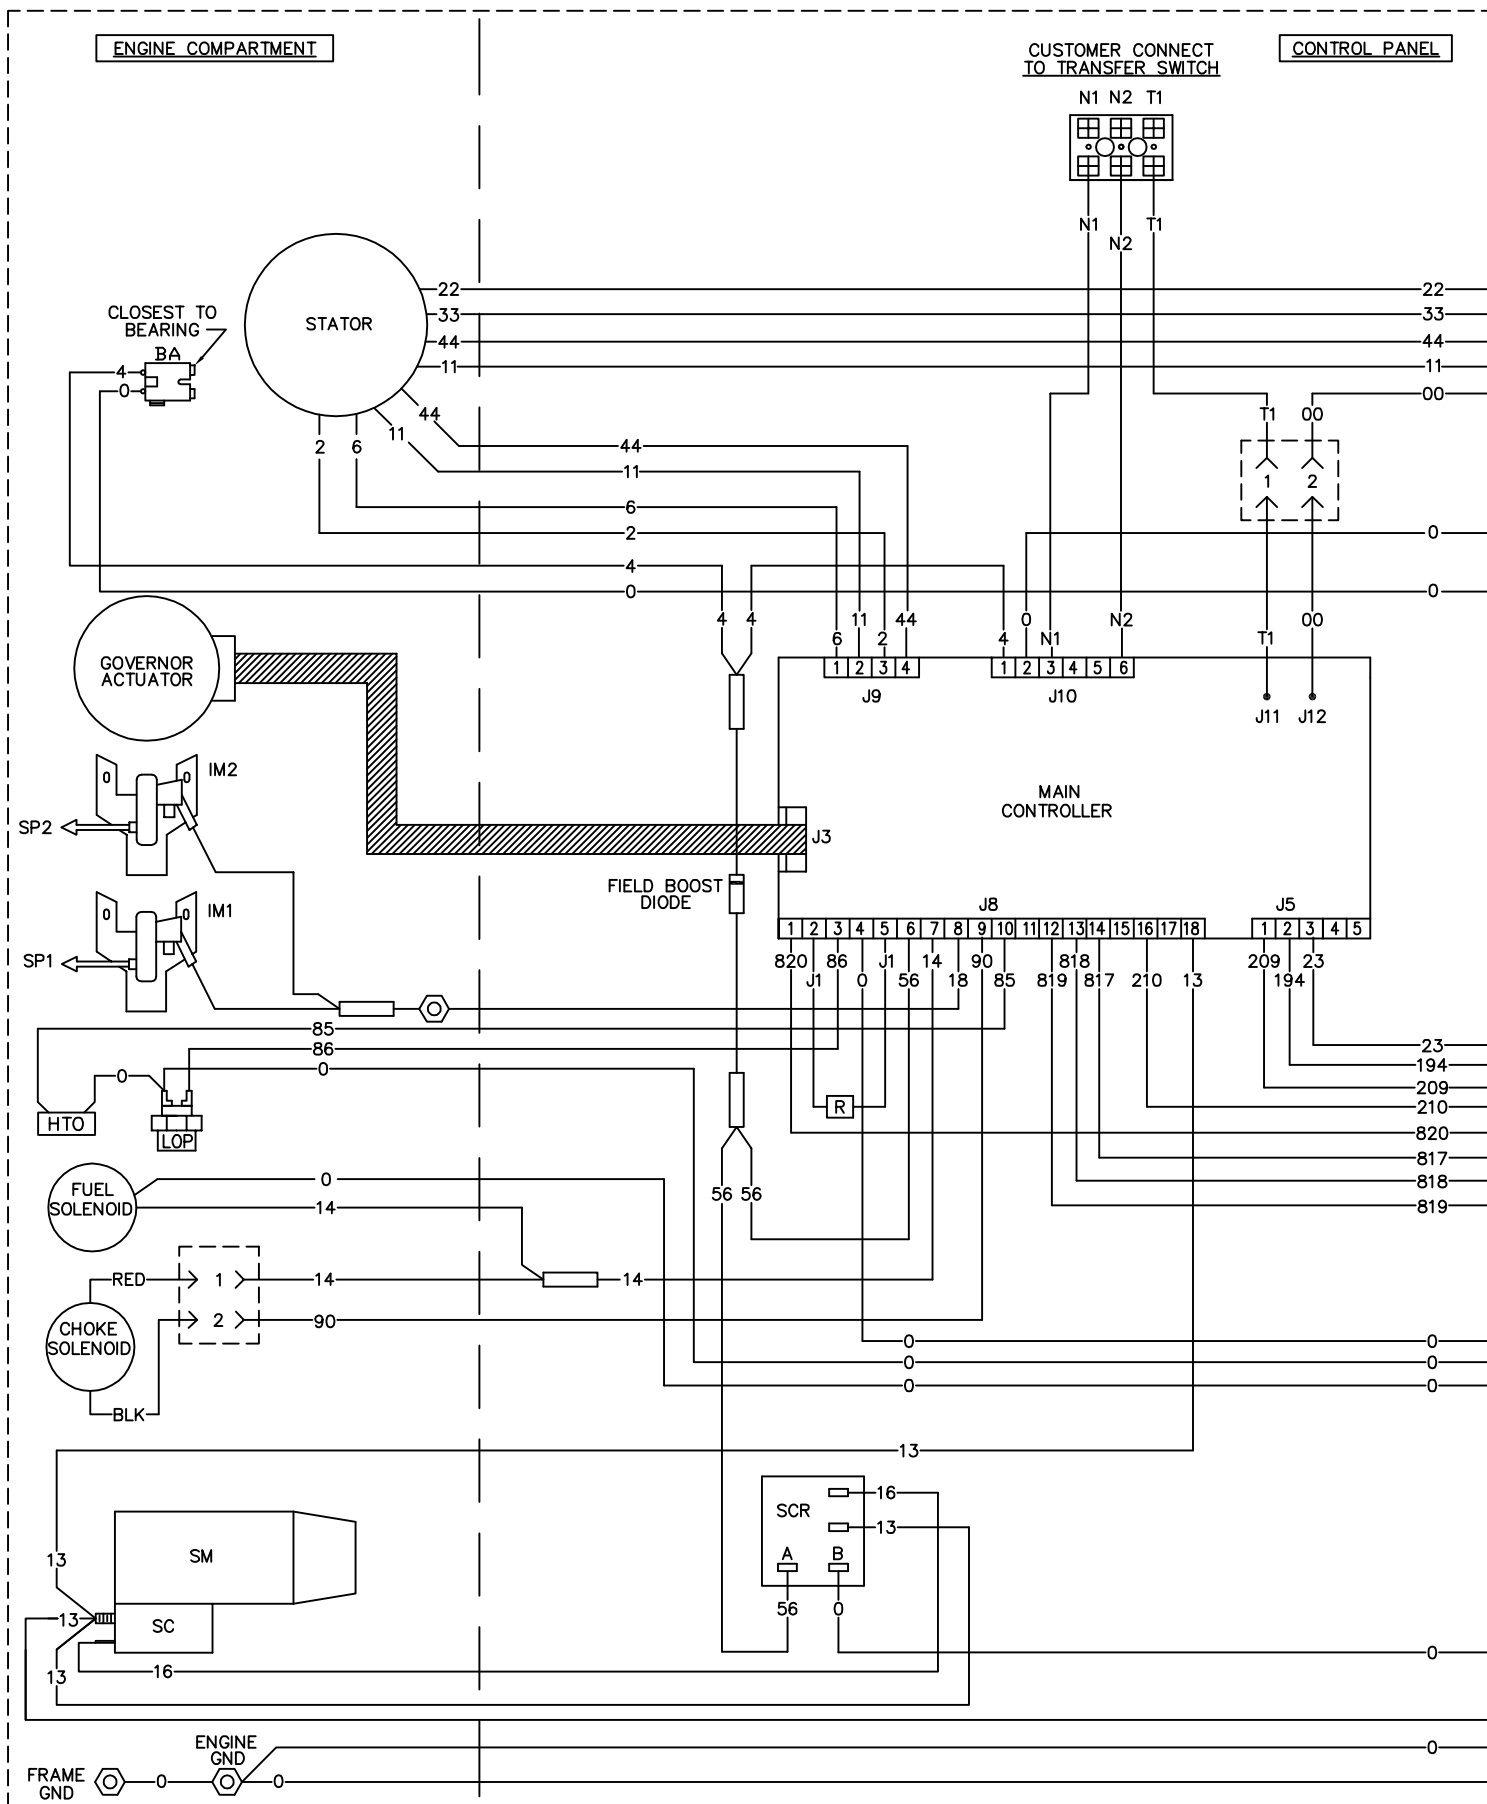 ENGINE COMPARTMENT
CUSTOMER CONNECT
TO TRANSFER SWITCH
CONTROL PANEL
N1 N2 T1
N1 T1
N2
22 22
33 33
44 44
11 11
00
STATOR
CLOSEST TO
BEARING
BA
4
0
2 6 11 44
44
11
6
2
4
0
T1 00
1 2
0
0
4 4
6 11 2 44
4 0 N1 N2
T1 00
1 2 3 4
J9
1 2 3 4 5 6
J10
J11 J12
GOVERNOR
ACTUATOR
MAIN
CONTROLLER
J3
IM2
SP2
FIELD BOOST
DIODE
IM1
SP1
J8
J5
1 2 3 4 5 6 7 8 9 10 11 12 13 14 15 16 17 18
1 2 3 4 5
820 J1 86 0 J1 56 14 18 90 85 819 818 817 210 13
209 194 23
85
86
0
0
HTO
LOP
R
23
194
209
210
820
817
818
819
FUEL
SOLENOID
0
14
56 56
RED 1 14 14
2 90
CHOKE
SOLENOID
BLK
0 0
0 0
0 0
13
SCR
16
13
A B
56 0
SM
SC
13
13
13
16
0
ENGINE
GND
0
FRAME
GND
0 0